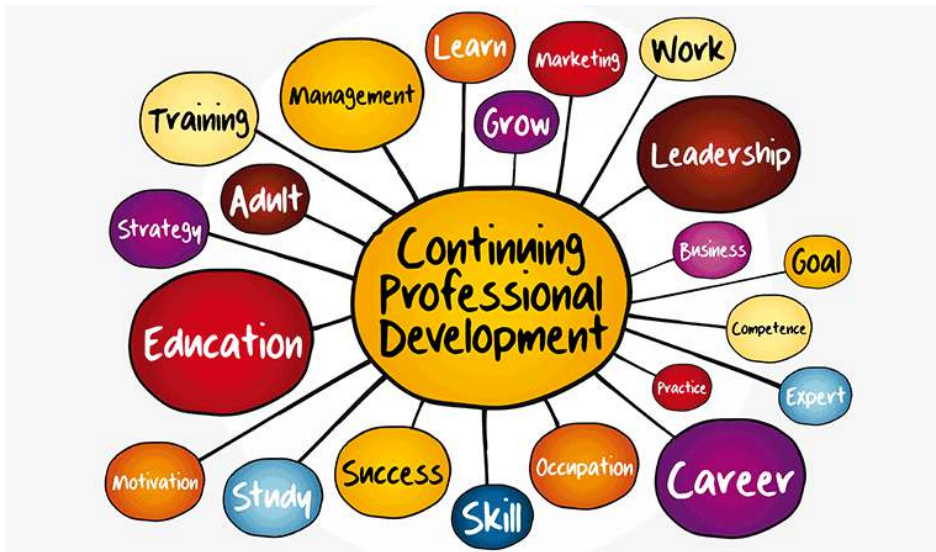 Learn
Marketing
Work
Management
Grow
Training
Leadership
Adult
Strategy
Continuing
Professional
Development
Business
Goal
Education
Competence
Practice
Expert
Motivation
Study
Success
Skill
Occupation
Career